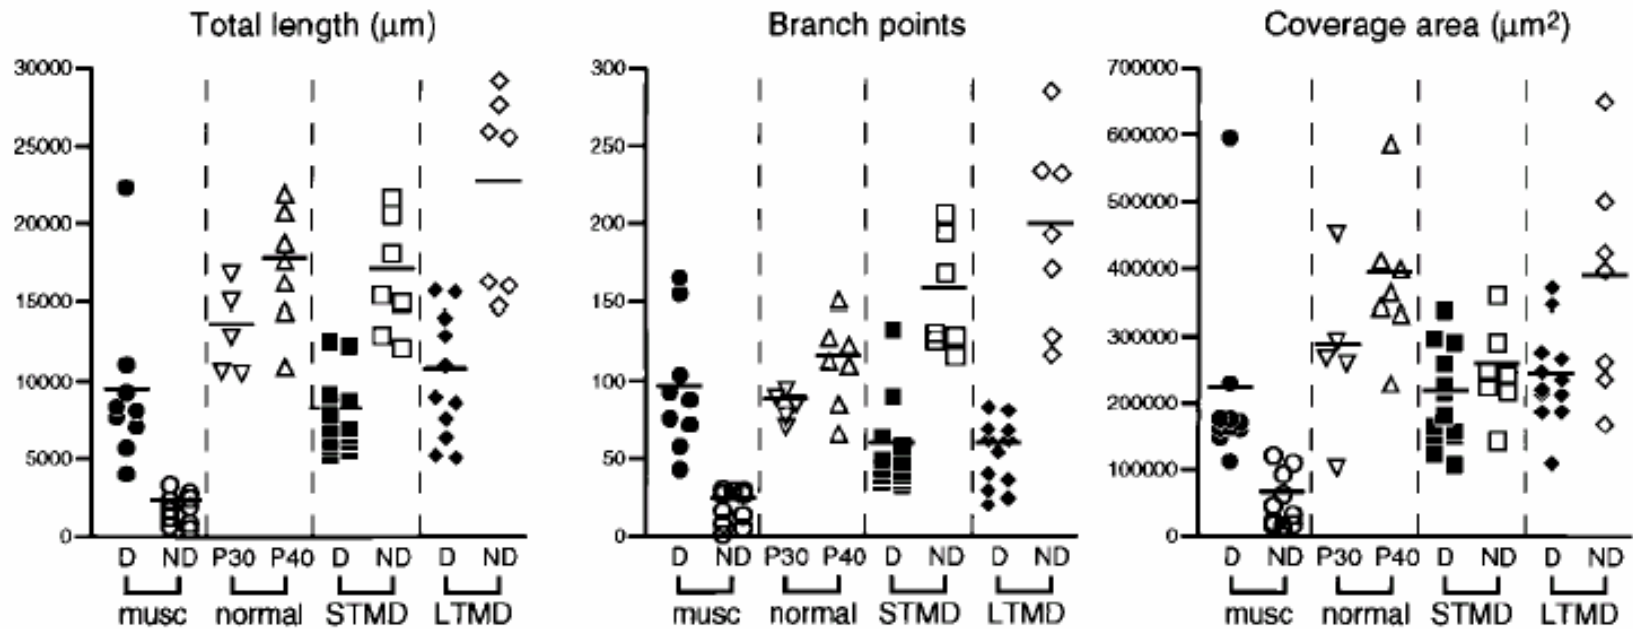 Total length (μm) Branch points Coverage area (μm²)
30000 300 700000
600000
25000 250
500000
20000 200
400000
15000 150
300000
10000 100
200000
5000 50
100000
0 0 0
D ND P30 P40 D ND D ND D ND P30 P40 D ND D ND D ND P30 P40 D ND D ND
musc normal STMD LTMD musc normal STMD LTMD musc normal STMD LTMD